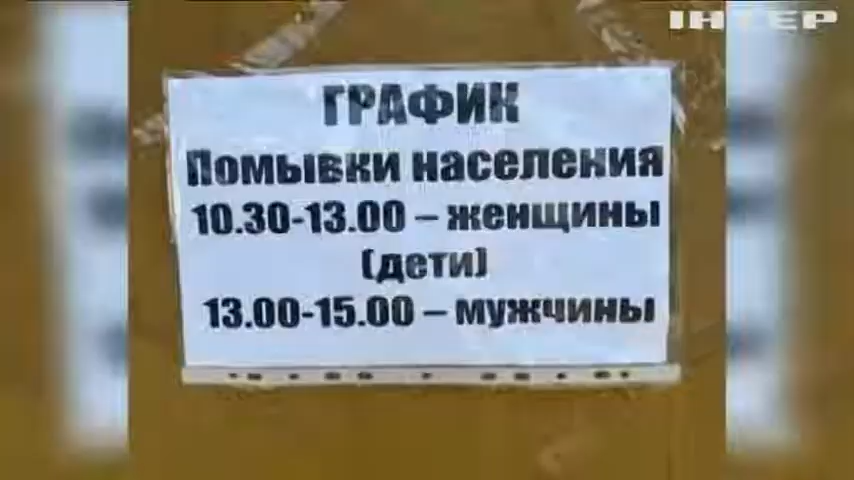 ІНТЕР
ГРАФИК
Помывки населения
10.30-13.00 – женщины
(дети)
13.00-15.00 – мужчины